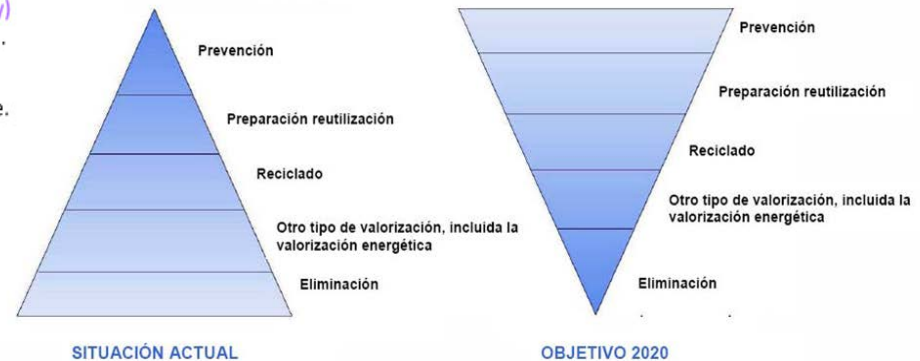 y)
.
e.
Prevención
Preparación reutilización
Reciclado
Otro tipo de valorización, incluida la
valorización energética
Eliminación
SITUACIÓN ACTUAL
Prevención
Preparación reutilización
Reciclado
Otro tipo de valorización, incluida la
valorización energética
Eliminación
OBJETIVO 2020